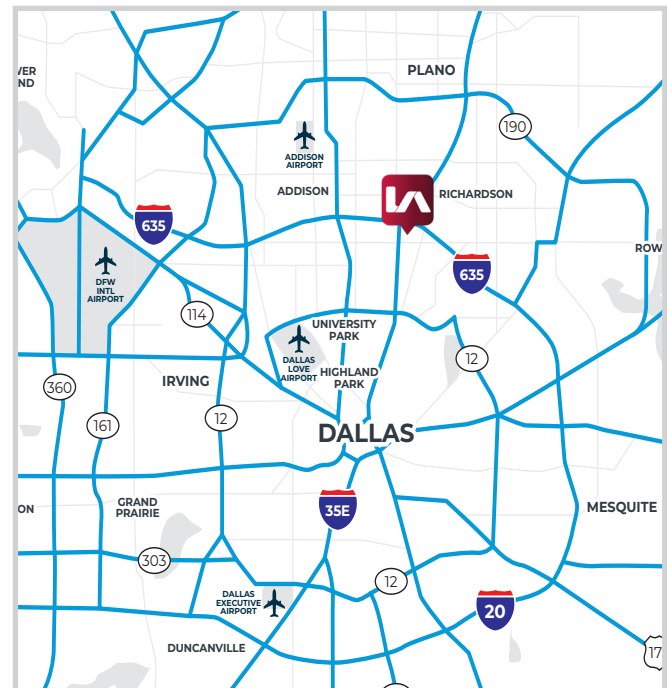 PLANO
VER
ND
190
ADDISON
AIRPORT
ADDISON
RICHARDSON
635
ROW
DFW
INTL
AIRPORT
635
114
UNIVERSITY
PARK
DALLAS
LOVE
AIRPORT
HIGHLAND
PARK
12
IRVING
360
12
161
DALLAS
ON
GRAND
PRAIRIE
35E
MESQUITE
303
12
DALLAS
EXECUTIVE
AIRPORT
20
DUNCANVILLE
17